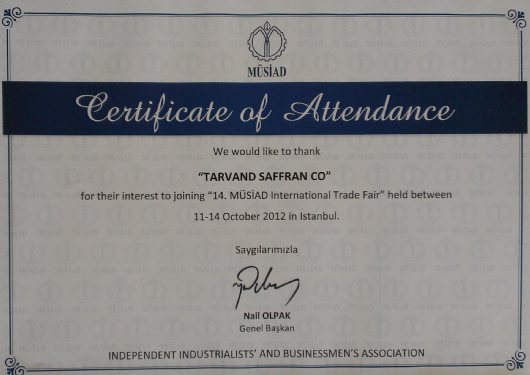 MÜSİAD
Certificate of Attendance
We would like to thank
“TARVAND SAFFRAN CO”
for their interest to joining “14. MÜSİAD International Trade Fair” held between
11-14 October 2012 in Istanbul.
Saygılarımızla
Nail OLPAK
Genel Başkan
INDEPENDENT INDUSTRIALISTS’ AND BUSINESSMEN’S ASSOCIATION